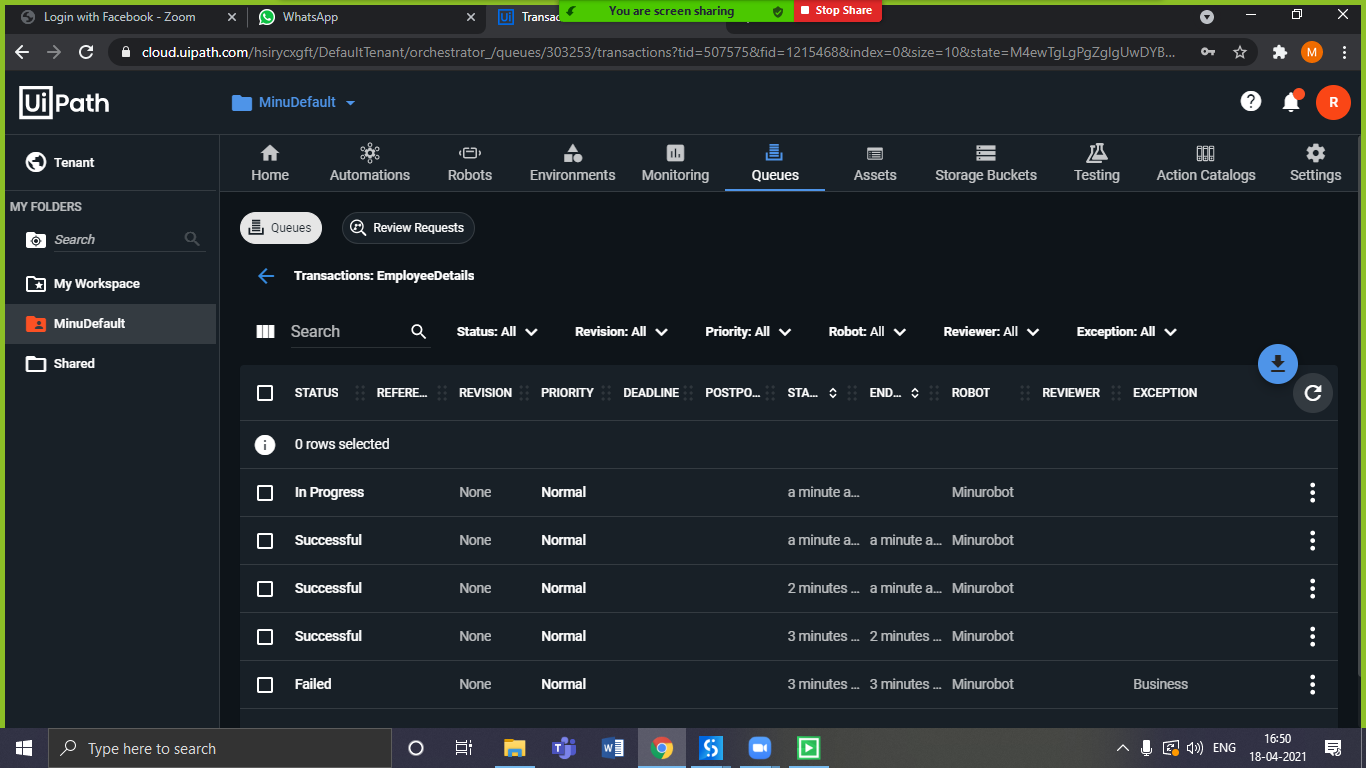 Login with Facebook - Zoom
WhatsApp
Transac
You are screen sharing
Stop Share
cloud.uipath.com/hsirycxgft/DefaultTenant/orchestrator_/queues/303253/transactions?tid=507575&fid=1215468&index=0&size=10&state=M4ewTgLgPgZglgUwDYB...
M
UiPath
MinuDefault
R
Tenant
Home
Automations
Robots
Environments
Monitoring
Queues
Assets
Storage Buckets
Testing
Action Catalogs
Settings
MY FOLDERS
Search
My Workspace
MinuDefault
Shared
Queues
Review Requests
Transactions: EmployeeDetails
Search
Status: All
Revision: All
Priority: All
Robot: All
Reviewer: All
Exception: All
STATUS REFERE... REVISION PRIORITY DEADLINE POSTPO... STA... END... ROBOT REVIEWER EXCEPTION
0 rows selected
In Progress None Normal a minute a... Minurobot
Successful None Normal a minute a... a minute a... Minurobot
Successful None Normal 2 minutes ... a minute a... Minurobot
Successful None Normal 3 minutes ... 2 minutes ... Minurobot
Failed None Normal 3 minutes ... 3 minutes ... Minurobot Business
Type here to search
ENG
16:50
18-04-2021